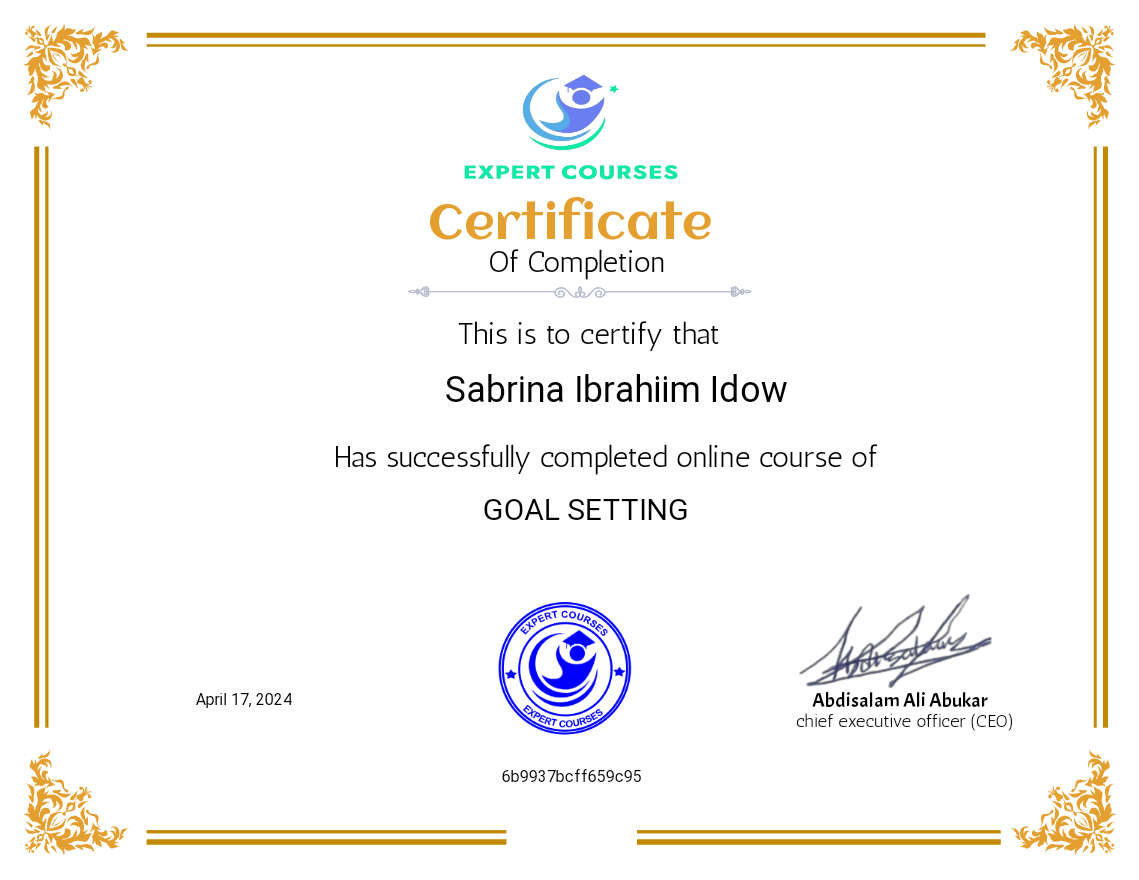 EXPERT COURSES
Certificate
Of Completion
This is to certify that
Sabrina Ibrahiim Idow
Has successfully completed online course of
GOAL SETTING
EXPERT COURSES
EXPERT COURSES
April 17, 2024
Abdisalam Ali Abukar
chief executive officer (CEO)
6b9937bcff659c95